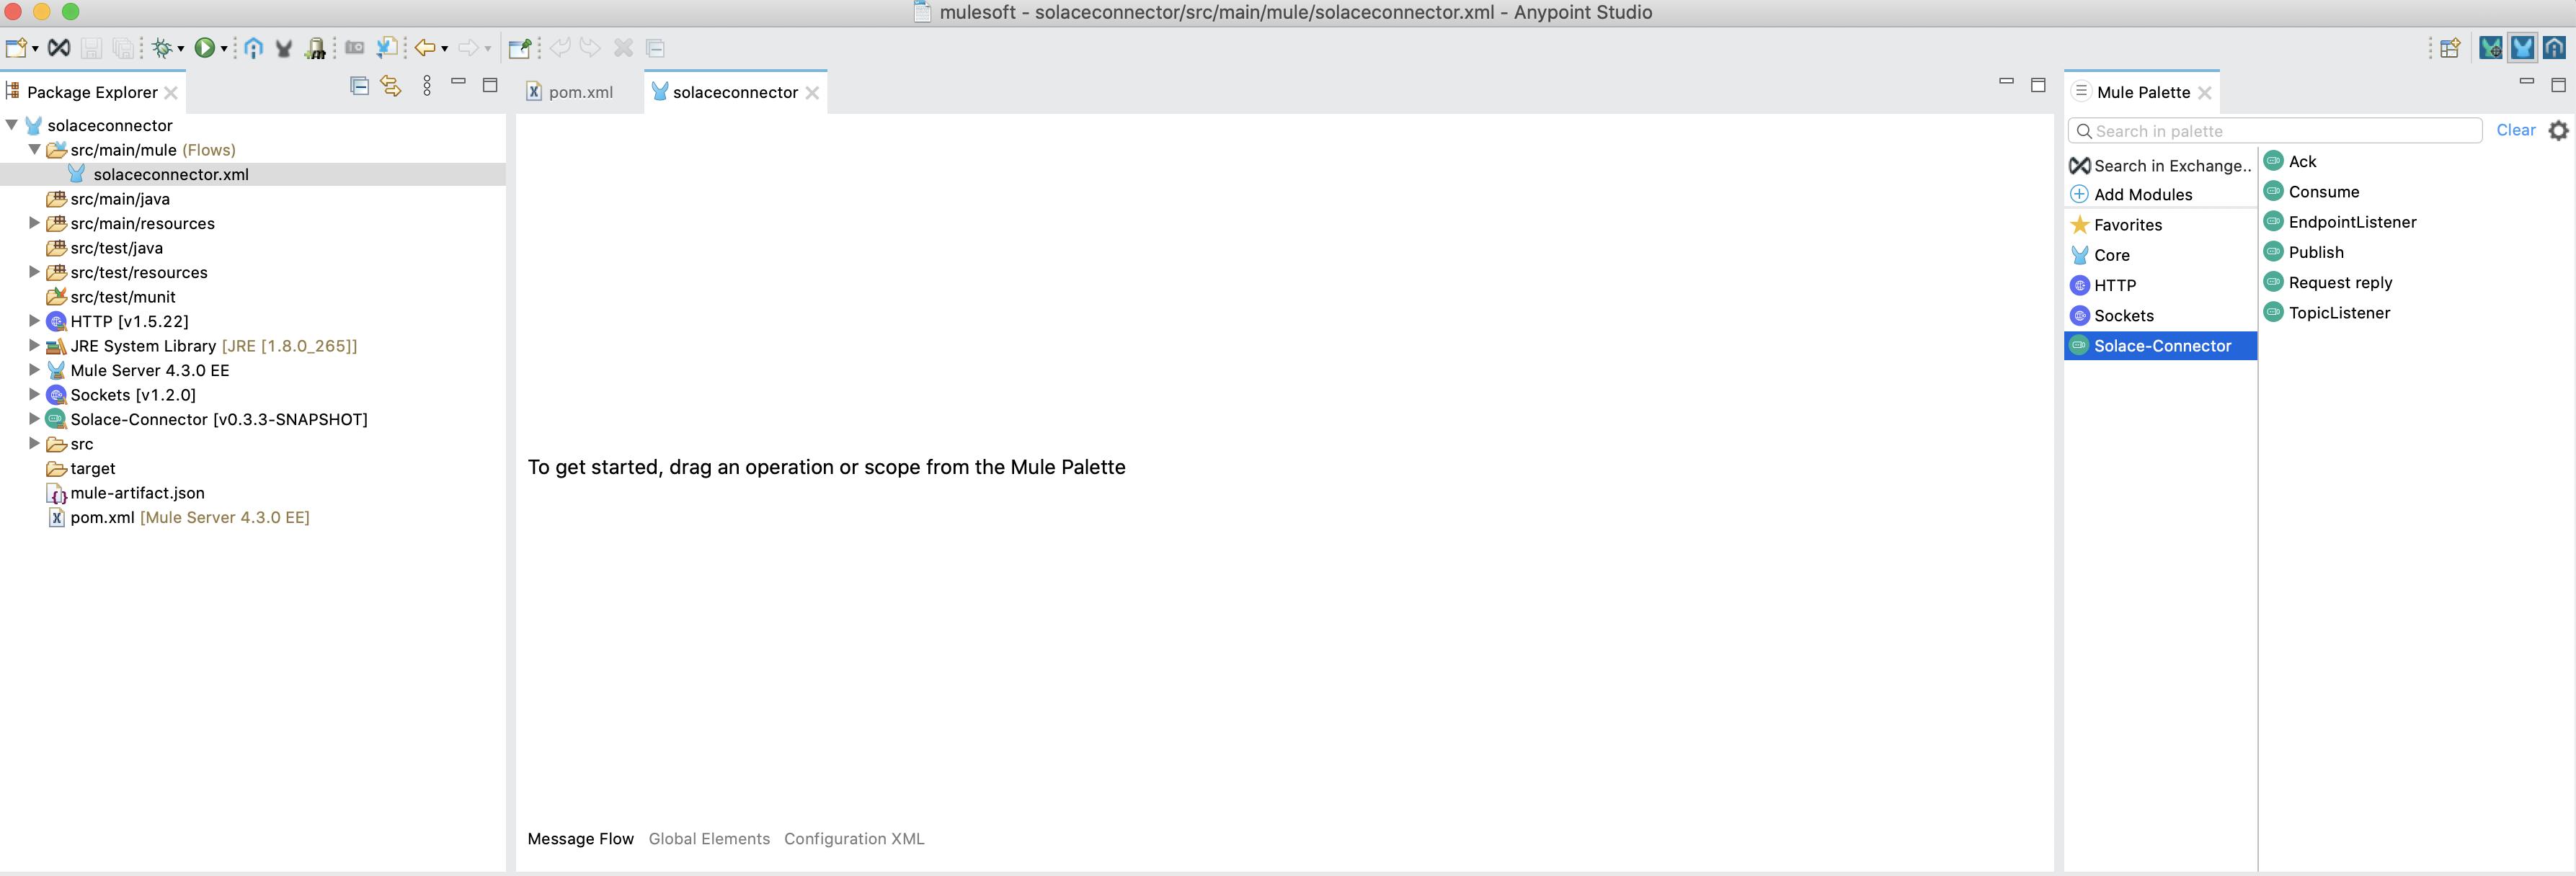 mulesoft - solaceconnector/src/main/mule/solaceconnector.xml - Anypoint Studio
Package Explorer
solaceconnector
src/main/mule (Flows)
solaceconnector.xml
src/main/java
src/main/resources
src/test/java
src/test/resources
src/test/munit
HTTP [v1.5.22]
JRE System Library [JRE [1.8.0_265]]
Mule Server 4.3.0 EE
Sockets [v1.2.0]
Solace-Connector [v0.3.3-SNAPSHOT]
src
target
mule-artifact.json
pom.xml [Mule Server 4.3.0 EE]
pom.xml
solaceconnector
To get started, drag an operation or scope from the Mule Palette
Message Flow Global Elements Configuration XML
Mule Palette
Search in palette
Clear
Search in Exchange..
Add Modules
Favorites
Core
HTTP
Sockets
Solace-Connector
Ack
Consume
EndpointListener
Publish
Request reply
TopicListener